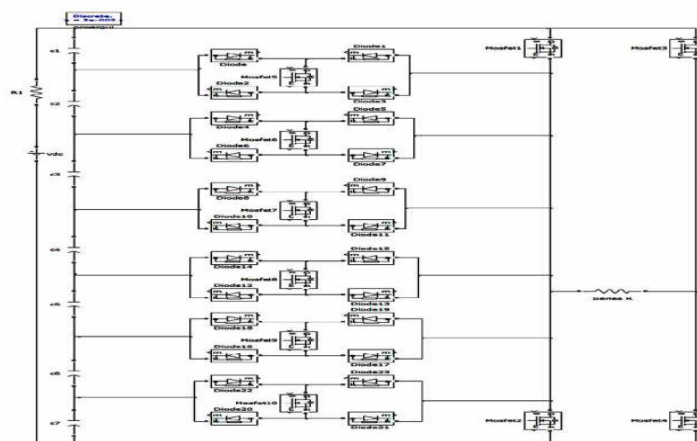 Discrete,
powergui
c1
Diode
Diode1
Mosfet1
Mosfet3
Mosfet5
Diode2
Diode3
R1
c2
Diode4
Diode5
Mosfet6
Diode6
Diode7
vdc
c3
Diode8
Diode9
Mosfet7
Diode10
Diode11
c4
Diode14
Diode15
Mosfet8
Diode12
Diode13
c5
Diode18
Diode19
Mosfet9
Diode16
Diode17
c6
Diode22
Diode23
Mosfet10
Diode20
Diode21
c7
Mosfet2
Mosfet4